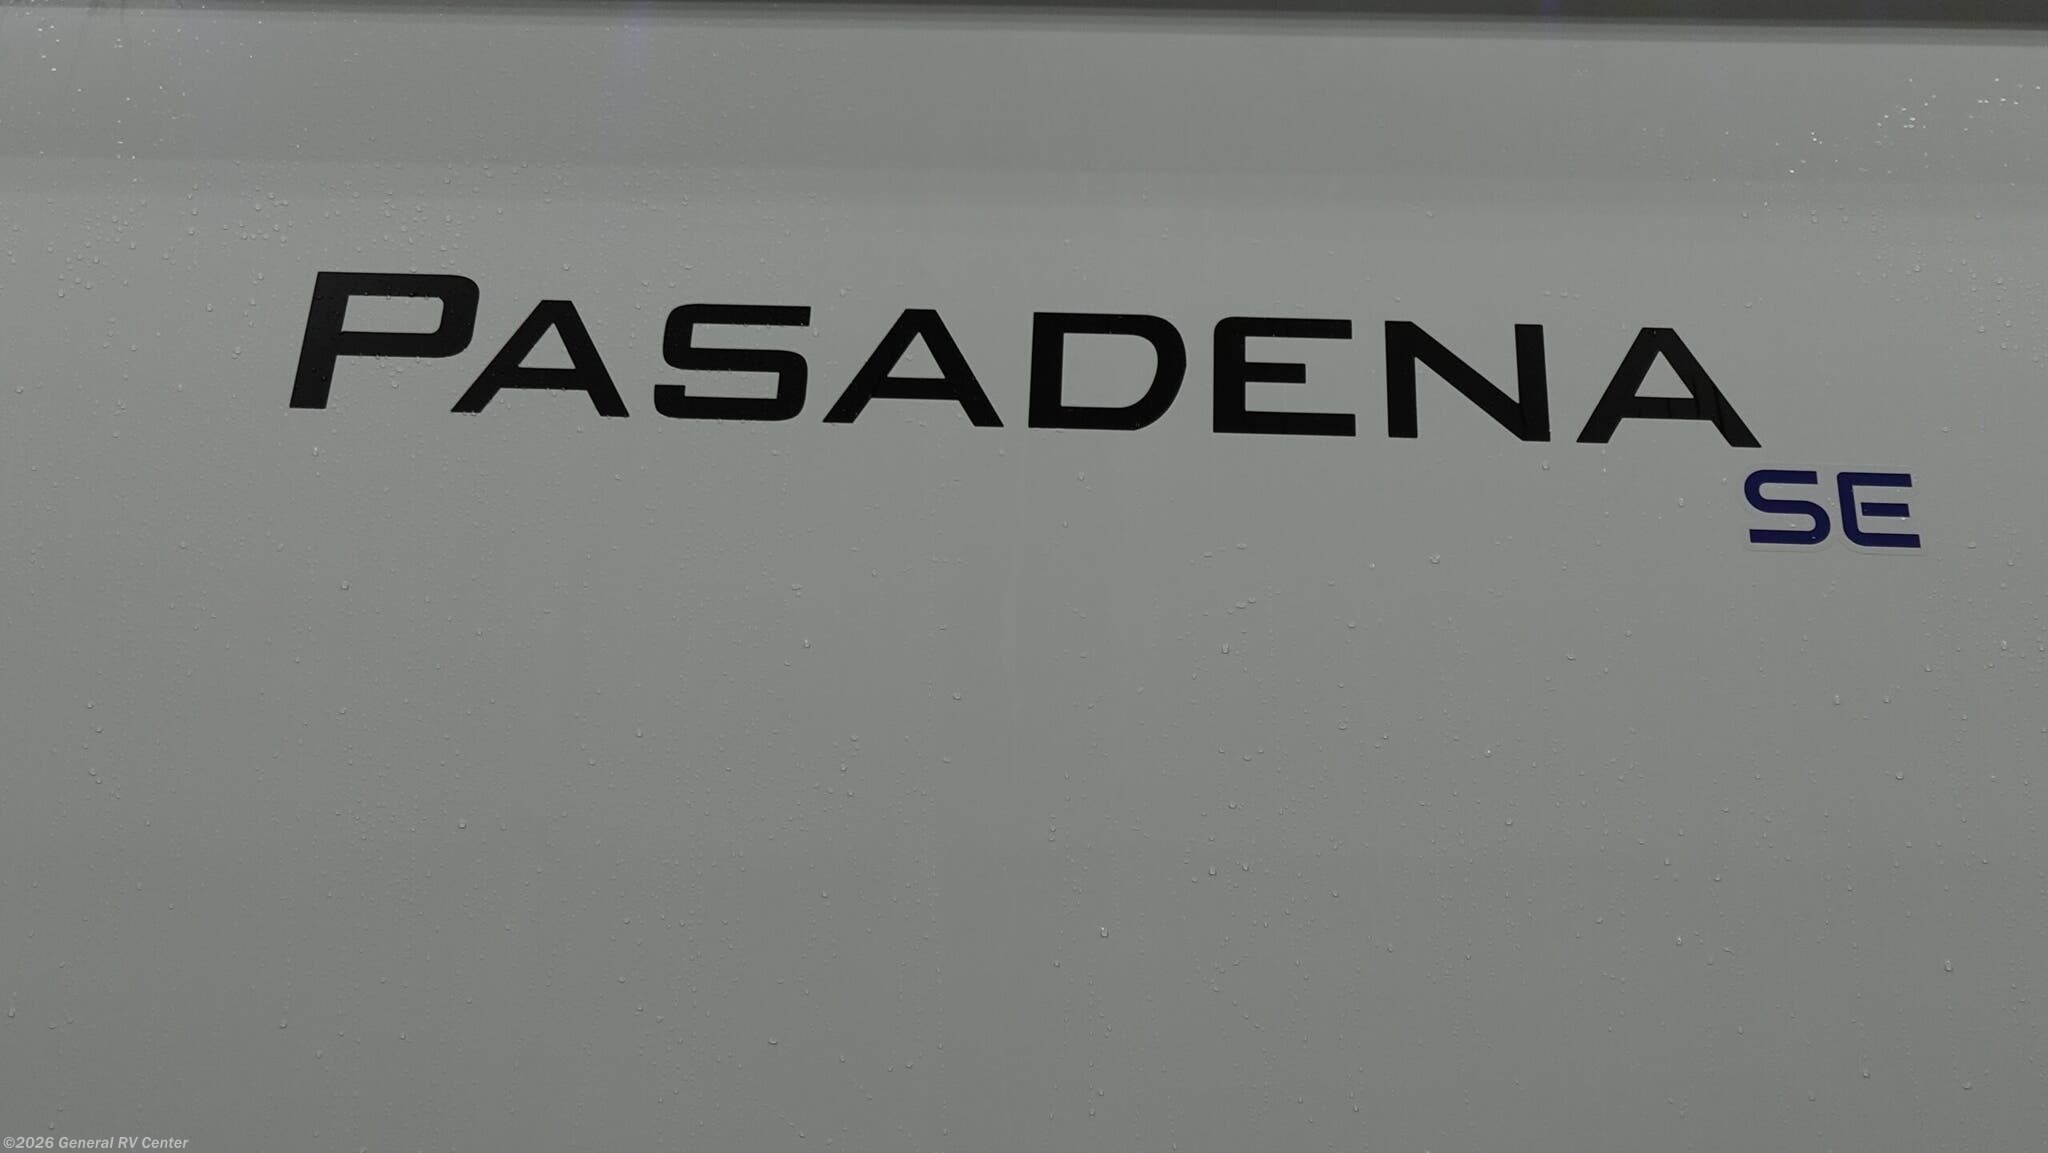 PASADENA
SE
©2026 General RV Center